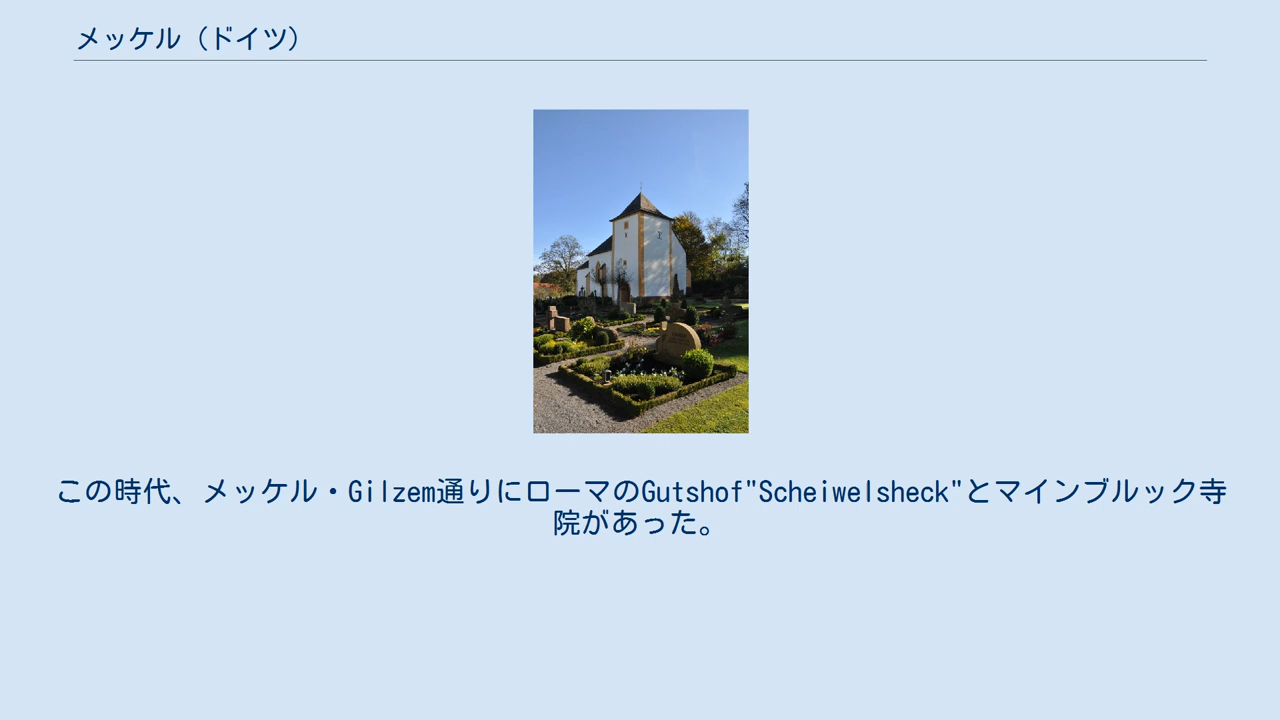 メッケル（ドイツ）
この時代、メッケル・Gilzem通りにローマのGutshof"Scheiwelsheck"とマインブルック寺
院があった。